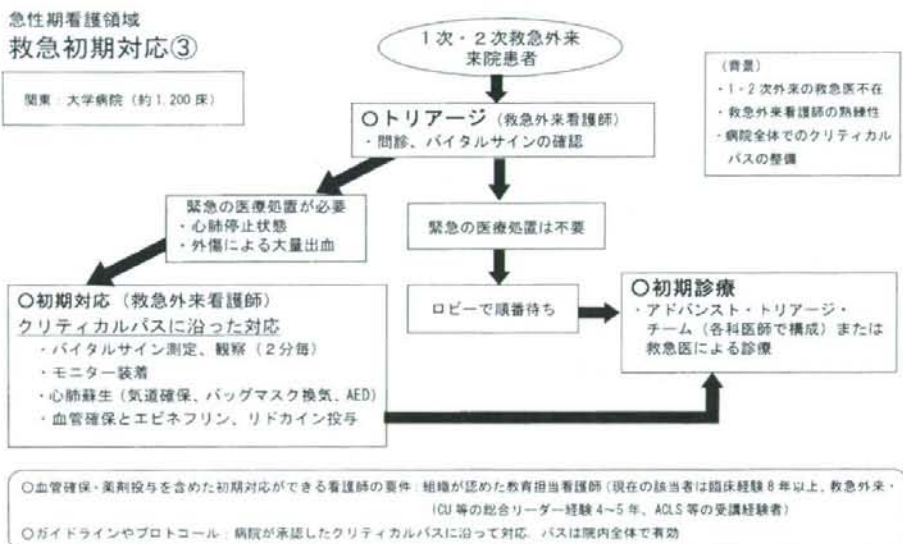 急性期看護領域
救急初期対応③
関東:大学病院(約1,200床)
1次・2次救急外来
来院患者
(背景)
・1・2次外来の救急医不在
・救急外来看護師の熟練性
・病院全体でのクリティカル
パスの整備
○トリアージ(救急外来看護師)
・問診、バイタルサインの確認
緊急の医療処置が必要
・心肺停止状態
・外傷による大量出血
緊急の医療処置は不要
ロビーで順番待ち
○初期対応(救急外来看護師)
クリティカルパスに沿った対応
・バイタルサイン測定、観察(2分毎)
・モニター装着
・心肺蘇生(気道確保、バッグマスク換気、AED)
・血管確保とエピネフリン、リドカイン投与
○初期診療
・アドバンスト・トリアージ・
チーム(各科医師で構成)または
救急医による診療
○血管確保・薬剤投与を含めた初期対応ができる看護師の要件:組織が認めた教育担当看護師(現在の該当者は臨床経験8年以上、救急外来・
ICU等の総合リーダー経験4~5年、ACLS等の受講経験者)
○ガイドラインやプロトコール:病院が承認したクリティカルパスに沿って対応、パスは院内全体で有効